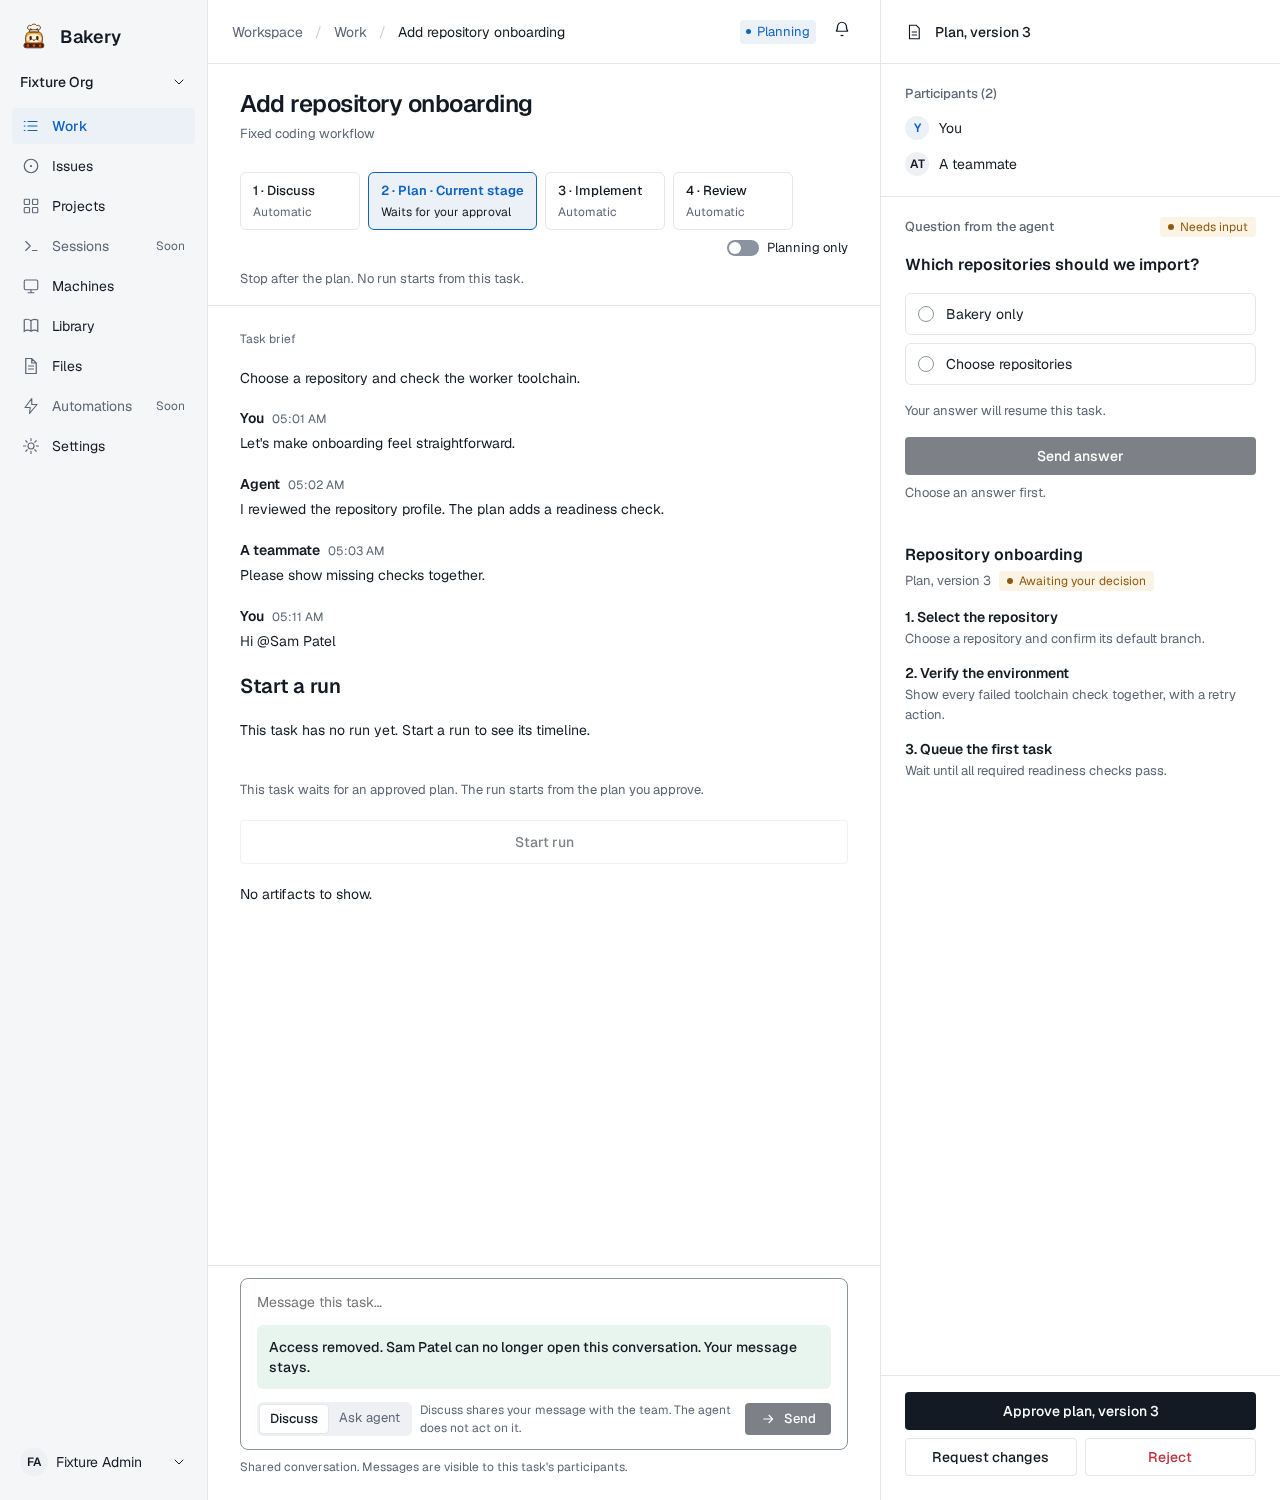 Bakery
Fixture Org
Work
Issues
Projects
Sessions Soon
Machines
Library
Files
Automations Soon
Settings
FA Fixture Admin
Workspace / Work / Add repository onboarding
Planning
Add repository onboarding
Fixed coding workflow
1 · Discuss
Automatic
2 · Plan · Current stage
Waits for your approval
3 · Implement
Automatic
4 · Review
Automatic
Planning only
Stop after the plan. No run starts from this task.
Task brief
Choose a repository and check the worker toolchain.
You 05:01 AM
Let's make onboarding feel straightforward.
Agent 05:02 AM
I reviewed the repository profile. The plan adds a readiness check.
A teammate 05:03 AM
Please show missing checks together.
You 05:11 AM
Hi @Sam Patel
Start a run
This task has no run yet. Start a run to see its timeline.
This task waits for an approved plan. The run starts from the plan you approve.
Start run
No artifacts to show.
Message this task...
Access removed. Sam Patel can no longer open this conversation. Your message
stays.
Discuss
Ask agent
Discuss shares your message with the team. The agent
does not act on it.
Send
Shared conversation. Messages are visible to this task's participants.
Plan, version 3
Participants (2)
Y You
AT A teammate
Question from the agent
Needs input
Which repositories should we import?
Bakery only
Choose repositories
Your answer will resume this task.
Send answer
Choose an answer first.
Repository onboarding
Plan, version 3
Awaiting your decision
1. Select the repository
Choose a repository and confirm its default branch.
2. Verify the environment
Show every failed toolchain check together, with a retry
action.
3. Queue the first task
Wait until all required readiness checks pass.
Approve plan, version 3
Request changes
Reject